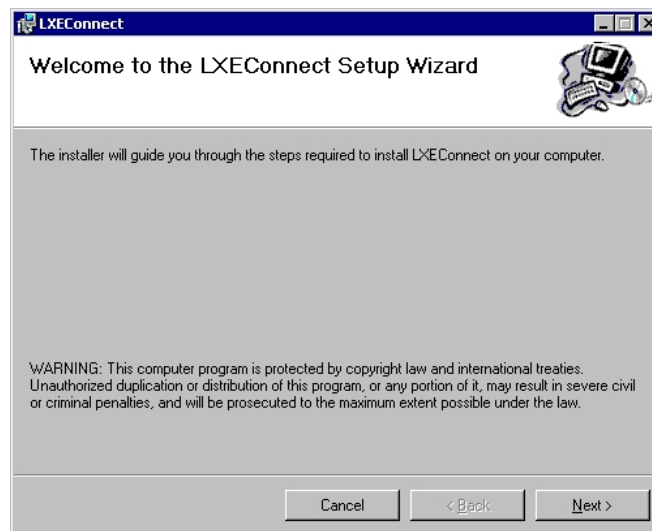 LXEConnect
Welcome to the LXEConnect Setup Wizard
The installer will guide you through the steps required to install LXEConnect on your computer.
WARNING: This computer program is protected by copyright law and international treaties.
Unauthorized duplication or distribution of this program, or any portion of it, may result in severe civil
or criminal penalties, and will be prosecuted to the maximum extent possible under the law.
Cancel
< Back
Next >